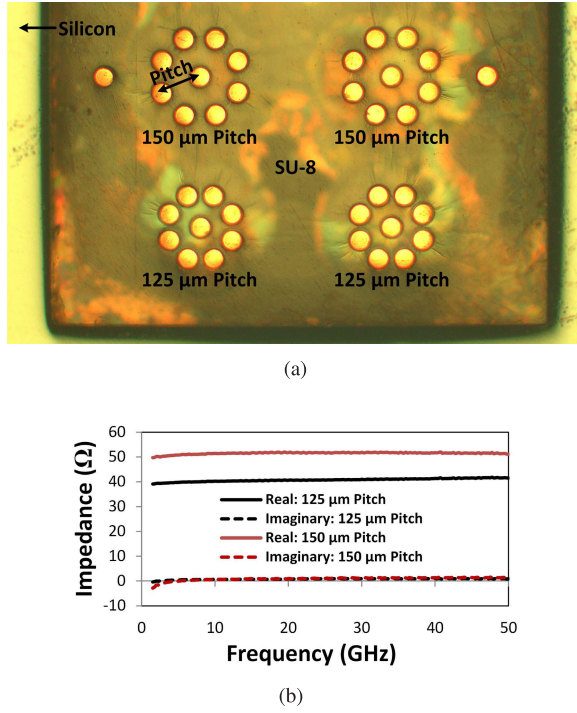 Silicon
Pitch
150 µm Pitch 150 µm Pitch
SU-8
125 µm Pitch 125 µm Pitch
(a)
60
50
40
30
20
10
0
-10
Impedance (Ω)
Real: 125 µm Pitch
Imaginary: 125 µm Pitch
Real: 150 µm Pitch
Imaginary: 150 µm Pitch
0 10 20 30 40 50
Frequency (GHz)
(b)